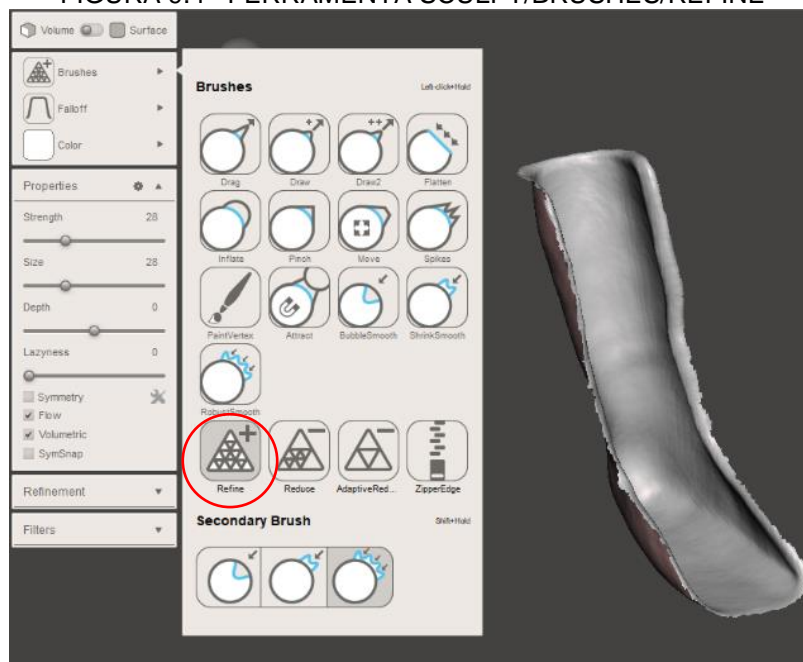 Volume Surface
Brushes
Falloff
Color
Properties
Strength 28
Size 28
Depth 0
Lazyness 0
Symmetry
Flow
Volumetric
SymSnap
Refinement
Filters
Brushes Left-click+Hold
Drag Draw Draw2 Flatten
Inflate Pinch Move Spikes
PaintVertex Attract BubbleSmooth ShrinkSmooth
RobustSmooth
Refine Reduce AdaptiveRed... ZipperEdge
Secondary Brush Shift+Hold